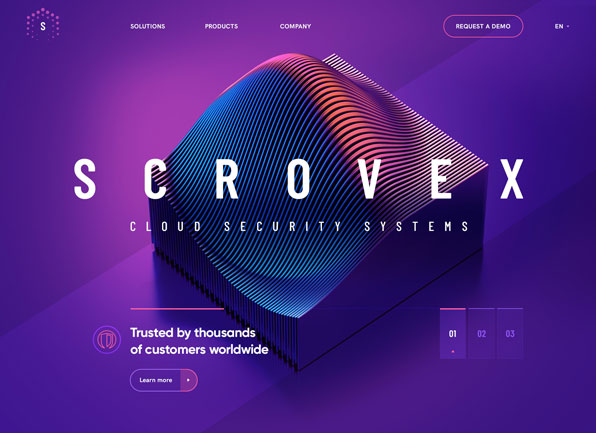 S
SOLUTIONS
PRODUCTS
COMPANY
REQUEST A DEMO
EN
SCROVEX
CLOUD SECURITY SYSTEMS
Trusted by thousands
of customers worldwide
01
02
03
Learn more